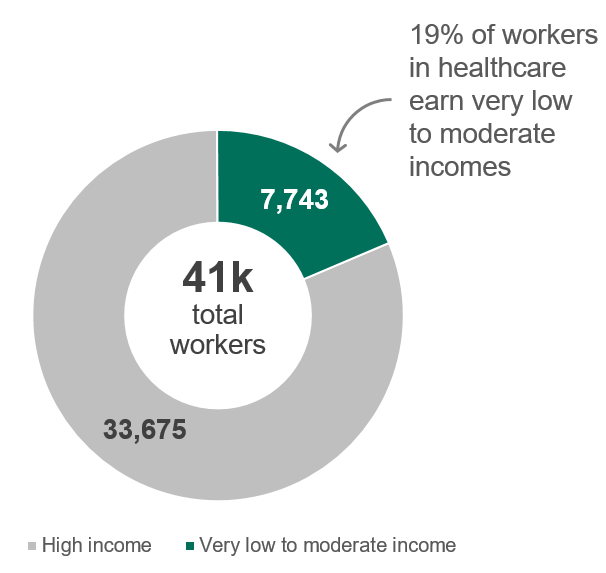 19% of workers
in healthcare
earn very low
to moderate
incomes
7,743
41k
total
workers
33,675
High income
Very low to moderate income